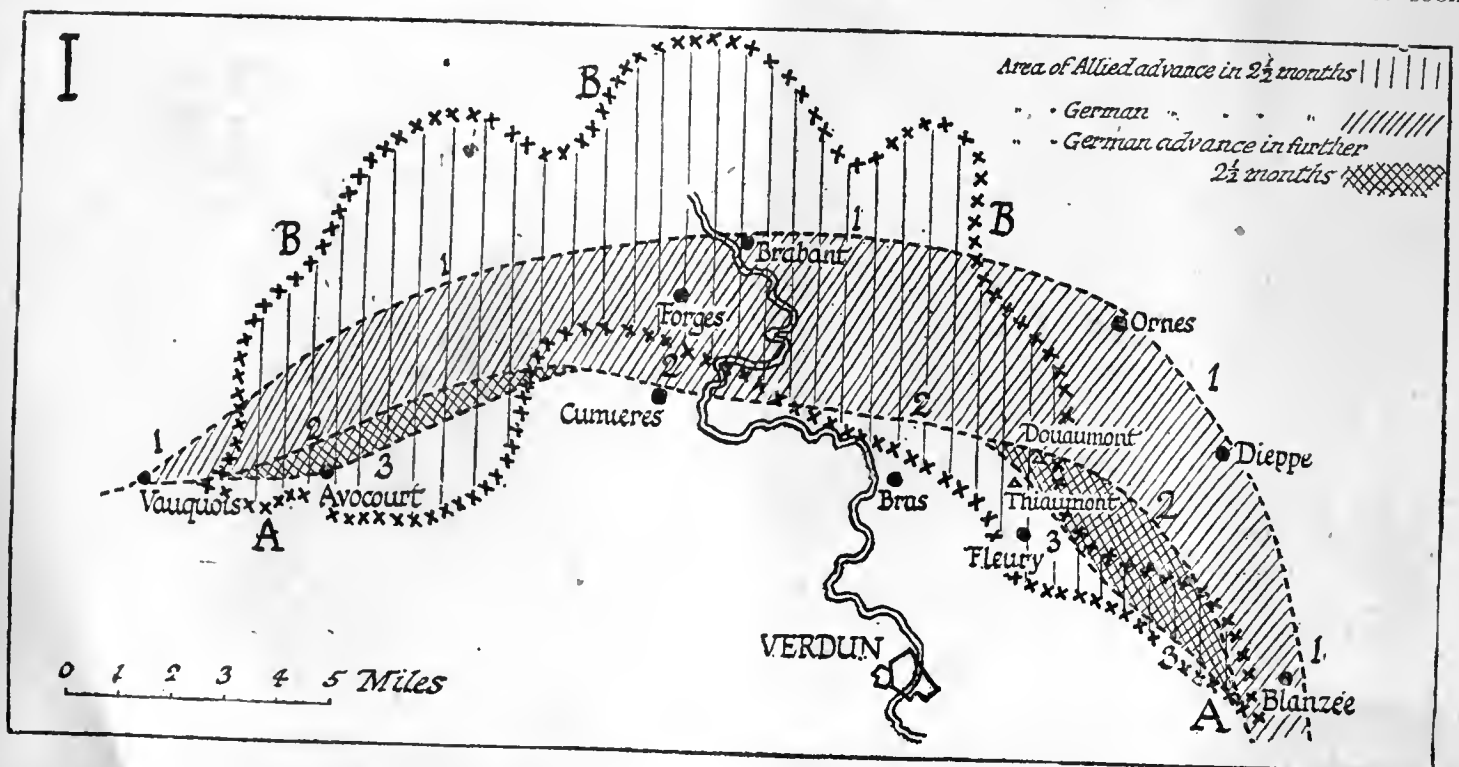 I
Area of Allied advance in 2½ months
" " German " " " "
" " German advance in further
2½ months
B
B
B
1
1
Brabant
Forges
Ornes
1
2
2
Cumieres
Douaumont
Dieppe
1
2
3
Vauquois
Avocourt
Bras
Thiaumont
2
A
Fleury
3
VERDUN
3
1
0 1 2 3 4 5 Miles
A
Blanzée